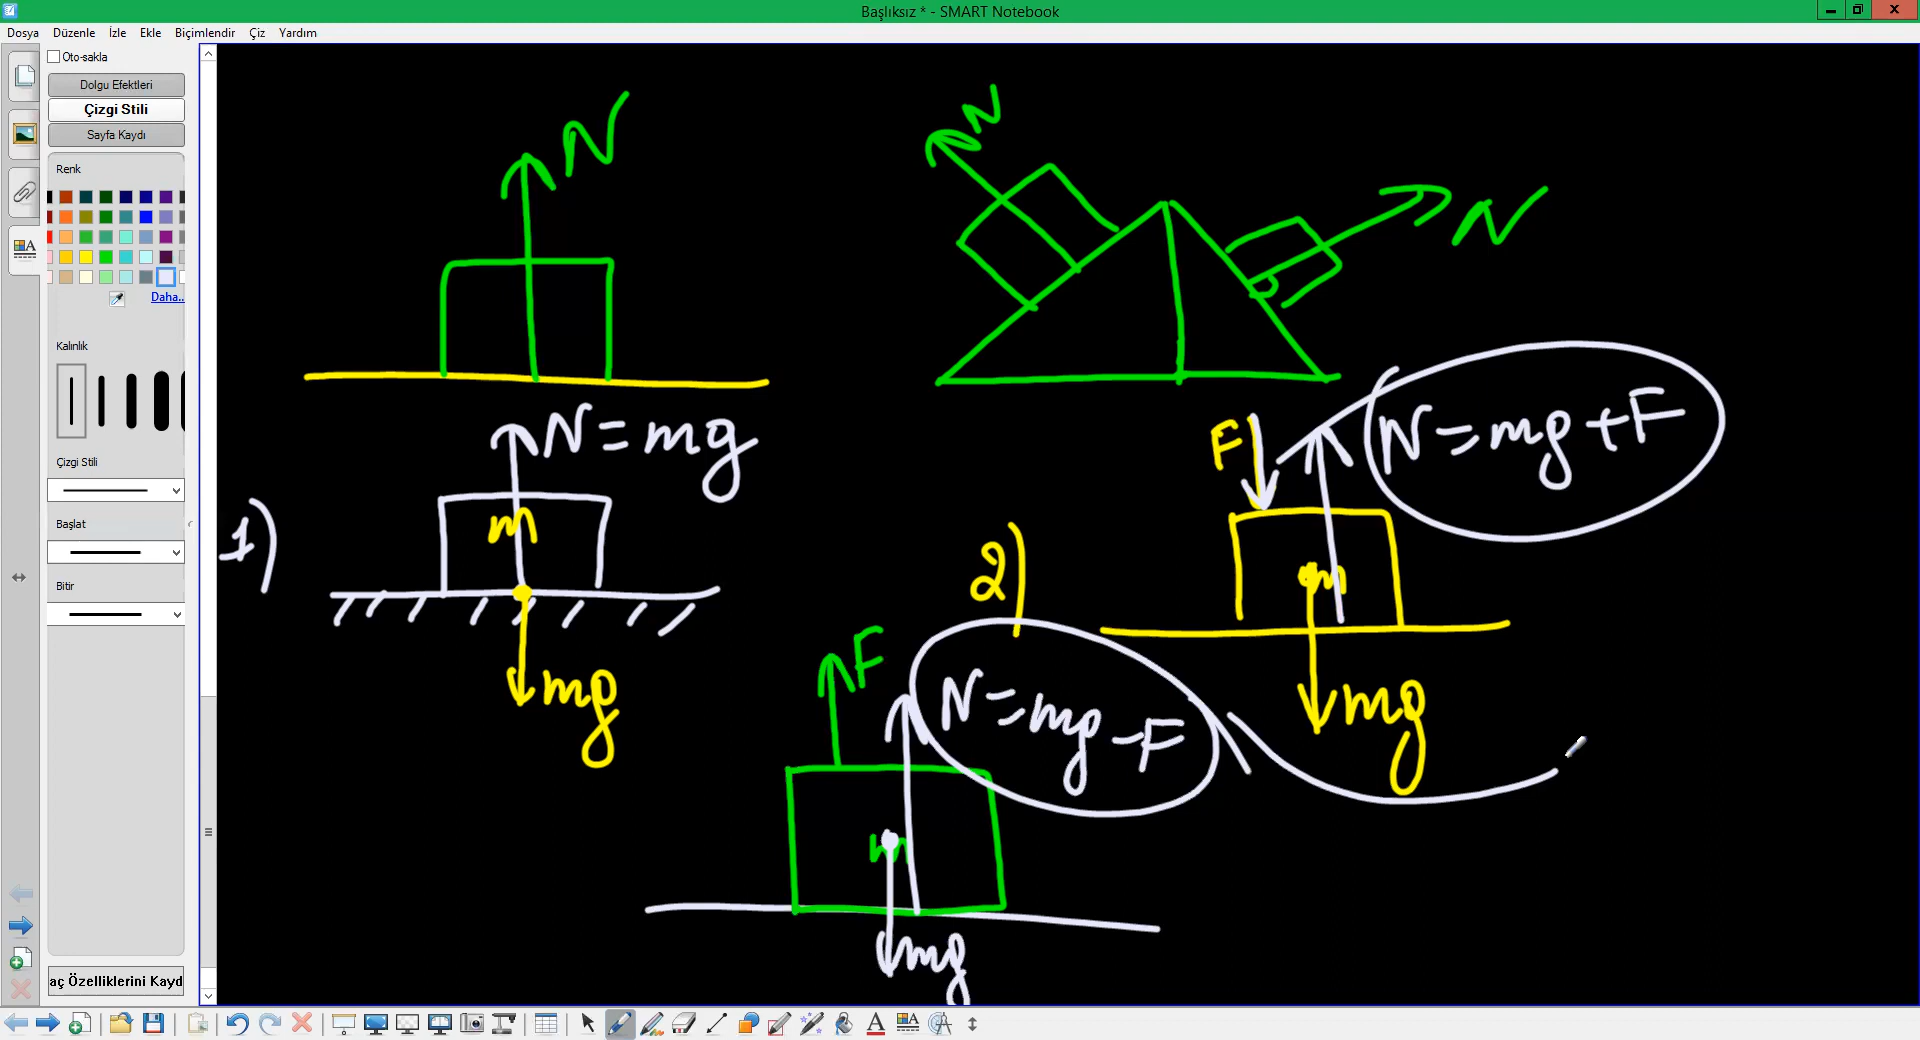 Başlıksız * - SMART Notebook
Dosya Düzenle İzle Ekle Biçimlendir Çiz Yardım
Oto-sakla
Dolgu Efektleri
Çizgi Stili
Sayfa Kaydı
Renk
Daha..
Kalınlık
Çizgi Stili
Başlat
Bitir
aç Özelliklerini Kayd
N
N
N
1)
N = mg
m
mg
2)
F
N = mg + F
m
mg
F
N = mg - F
m
mg